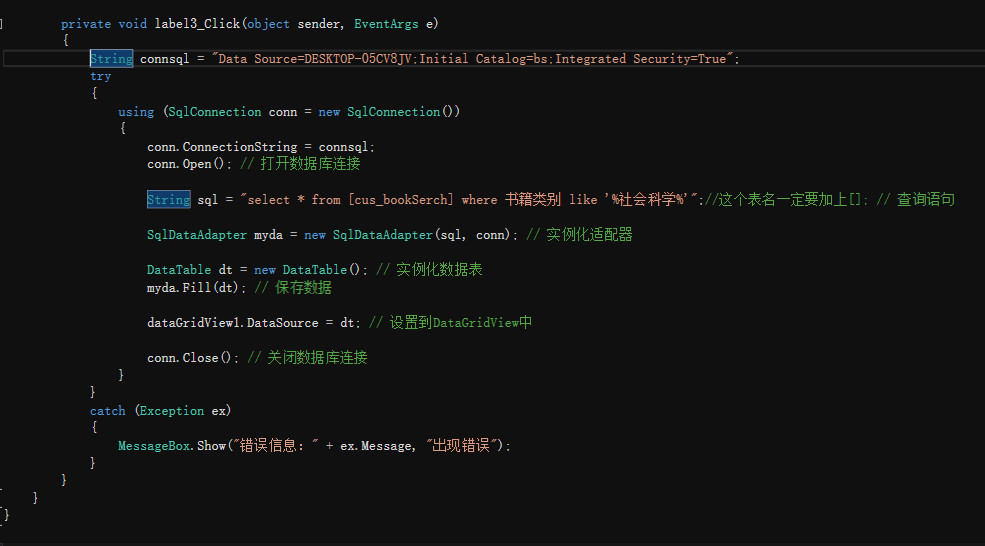 private void label3_Click(object sender, EventArgs e)
{
String connsql = "Data Source=DESKTOP-05CV8JV;Initial Catalog=bs;Integrated Security=True";
try
{
using (SqlConnection conn = new SqlConnection())
{
conn.ConnectionString = connsql;
conn.Open(); // 打开数据库连接
String sql = "select * from [cus_bookSerch] where 书籍类别 like '%社会科学%'";//这个表名一定要加上[]; // 查询语句
SqlDataAdapter myda = new SqlDataAdapter(sql, conn); // 实例化适配器
DataTable dt = new DataTable(); // 实例化数据表
myda.Fill(dt); // 保存数据
dataGridView1.DataSource = dt; // 设置到DataGridView中
conn.Close(); // 关闭数据库连接
}
}
catch (Exception ex)
{
MessageBox.Show("错误信息：" + ex.Message, "出现错误");
}
}
}
}